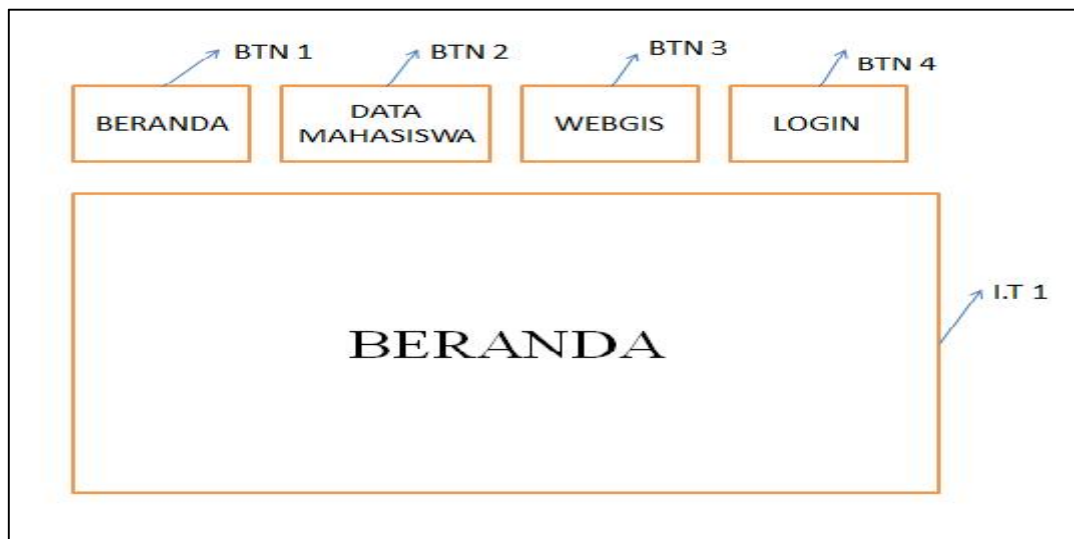 BTN 1
BTN 2
BTN 3
BTN 4
BERANDA
DATA
MAHASISWA
WEBGIS
LOGIN
I.T 1
BERANDA